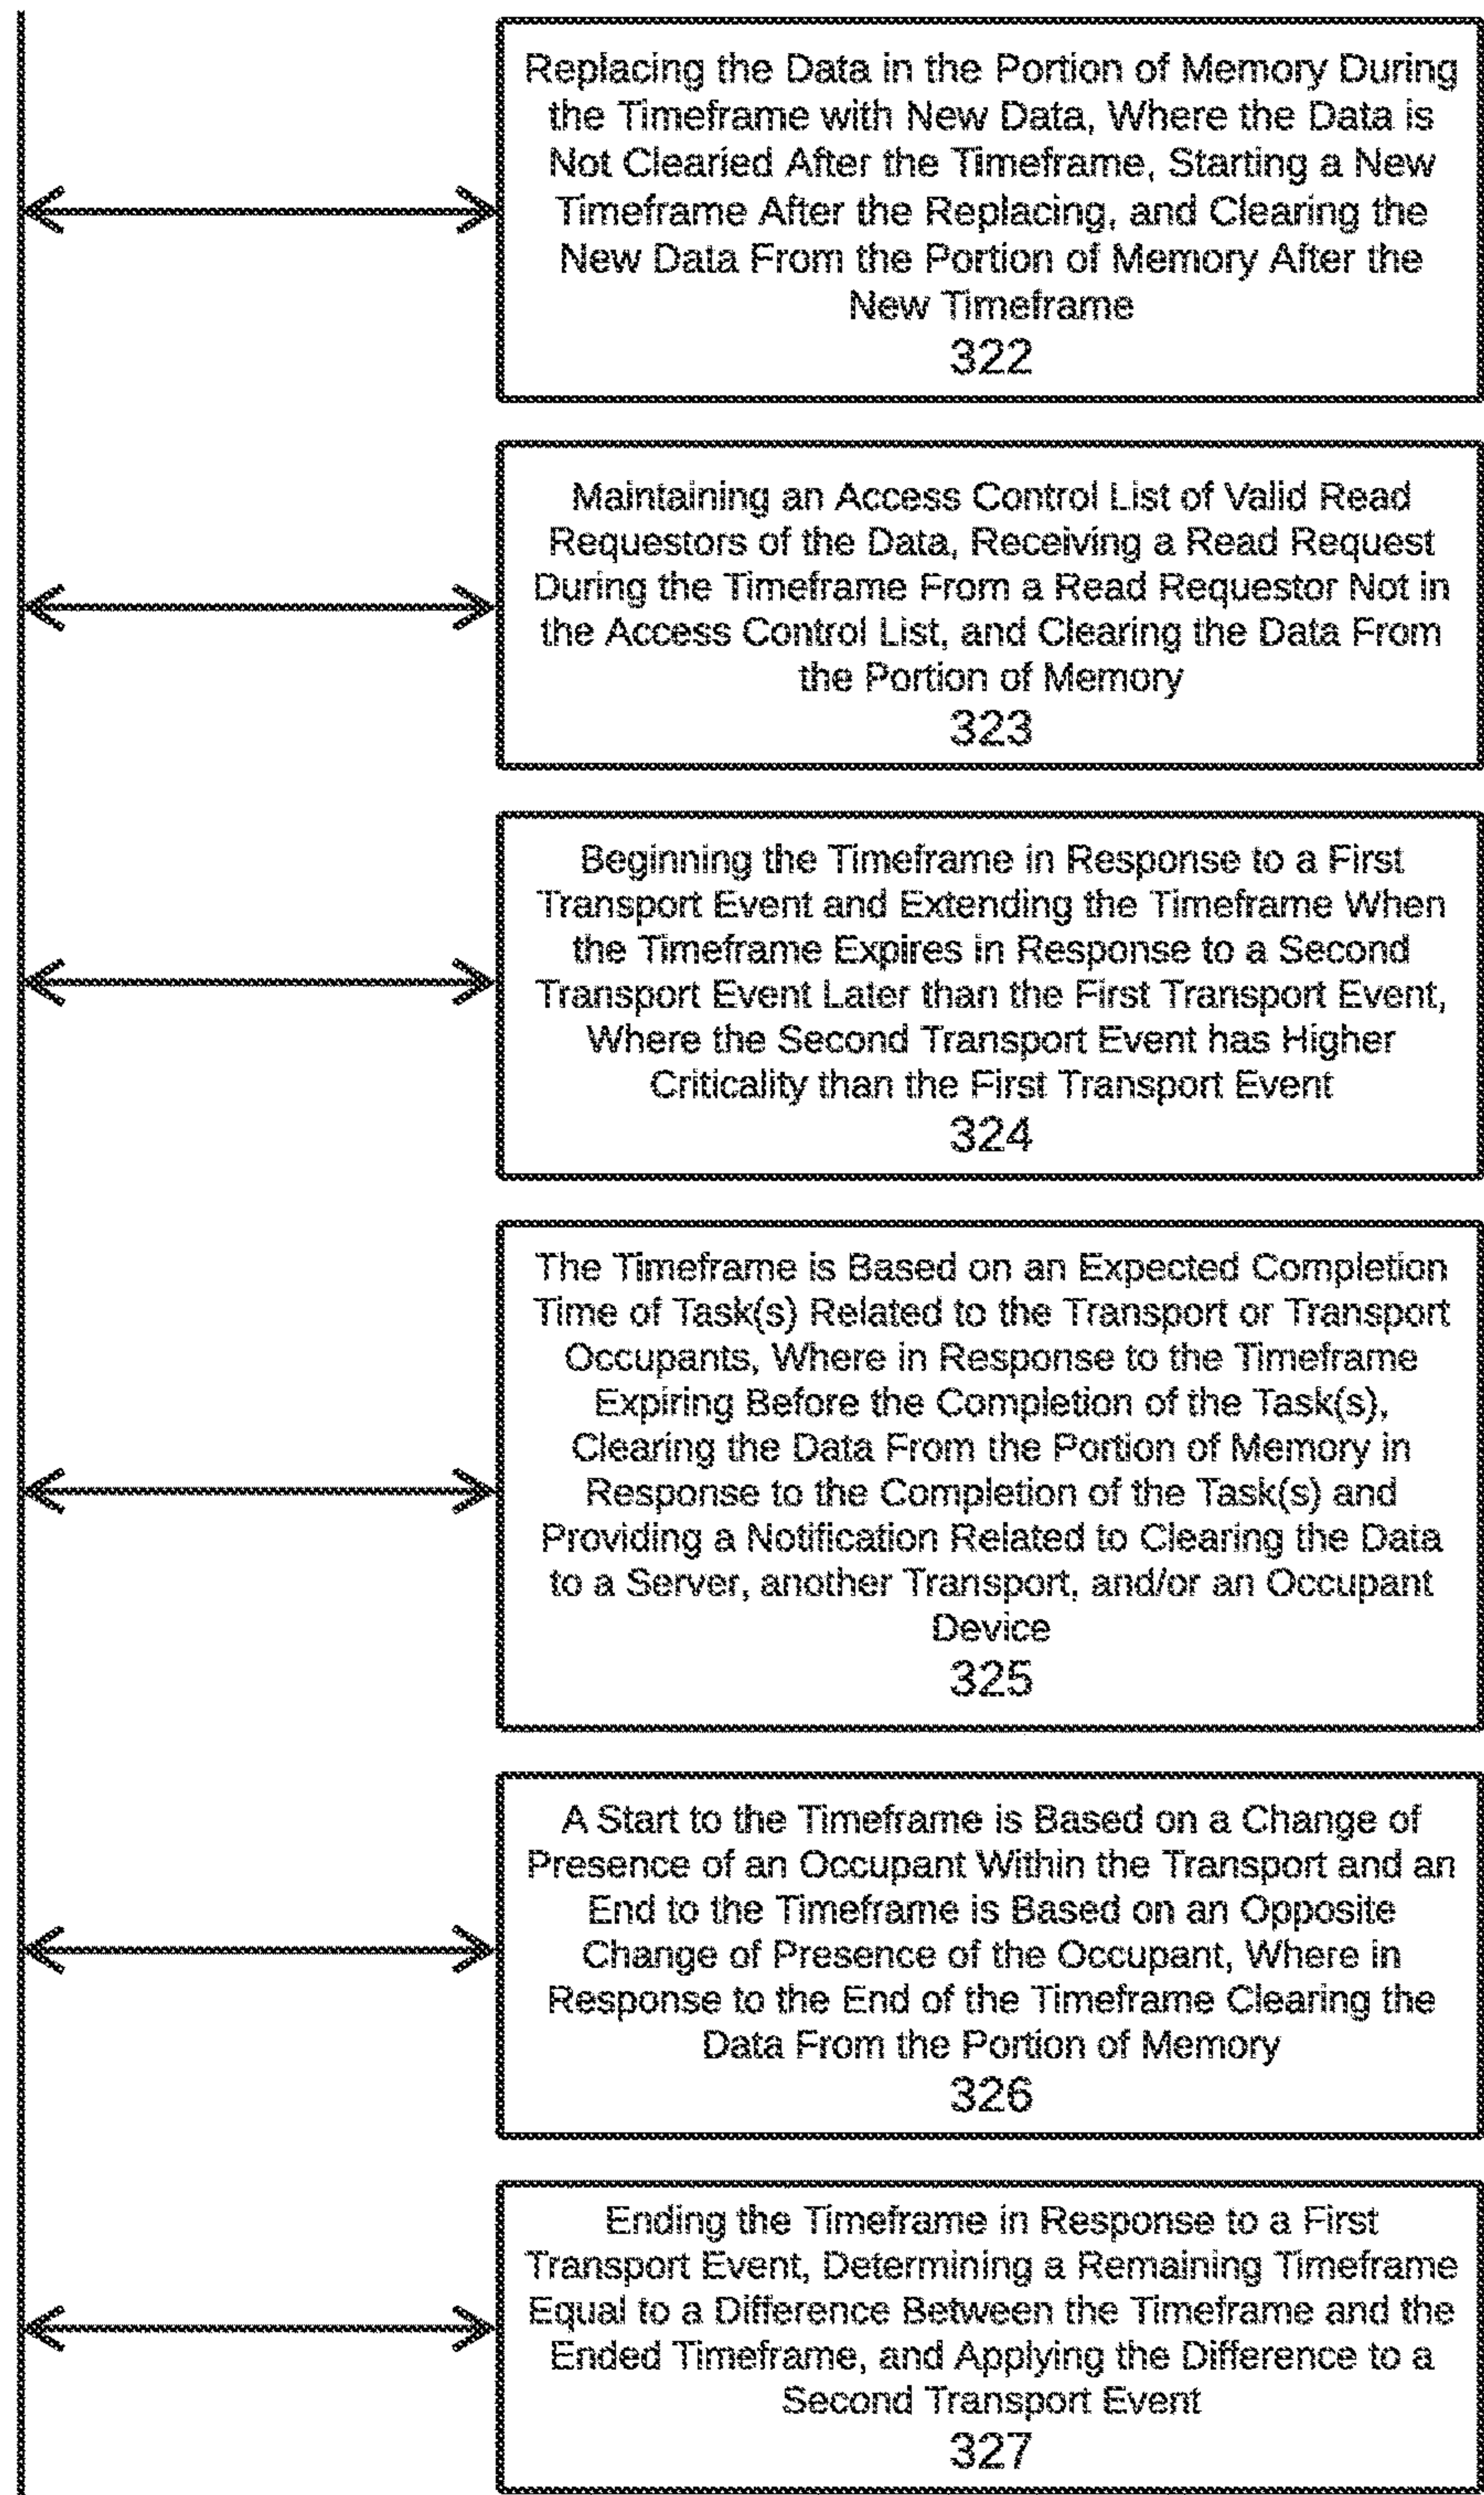 Replacing the Data in the Portion of Memory During
the Timeframe with New Data, Where the Data is
Not Clearied After the Timeframe, Starting a New
Timeframe After the Replacing, and Clearing the
New Data From the Portion of Memory After the
New Timeframe
322
Maintaining an Access Control List of Valid Read
Requestors of the Data, Receiving a Read Request
During the Timeframe From a Read Requestor Not in
the Access Control List, and Clearing the Data From
the Portion of Memory
323
Beginning the Timeframe in Response to a First
Transport Event and Extending the Timeframe When
the Timeframe Expires in Response to a Second
Transport Event Later than the First Transport Event,
Where the Second Transport Event has Higher
Criticality than the First Transport Event
324
The Timeframe is Based on an Expected Completion
Time of Task(s) Related to the Transport or Transport
Occupants, Where in Response to the Timeframe
Expiring Before the Completion of the Task(s),
Clearing the Data From the Portion of Memory in
Response to the Completion of the Task(s) and
Providing a Notification Related to Clearing the Data
to a Server, another Transport, and/or an Occupant
Device
325
A Start to the Timeframe is Based on a Change of
Presence of an Occupant Within the Transport and an
End to the Timeframe is Based on an Opposite
Change of Presence of the Occupant, Where in
Response to the End of the Timeframe Clearing the
Data From the Portion of Memory
326
Ending the Timeframe in Response to a First
Transport Event, Determining a Remaining Timeframe
Equal to a Difference Between the Timeframe and the
Ended Timeframe, and Applying the Difference to a
Second Transport Event
327